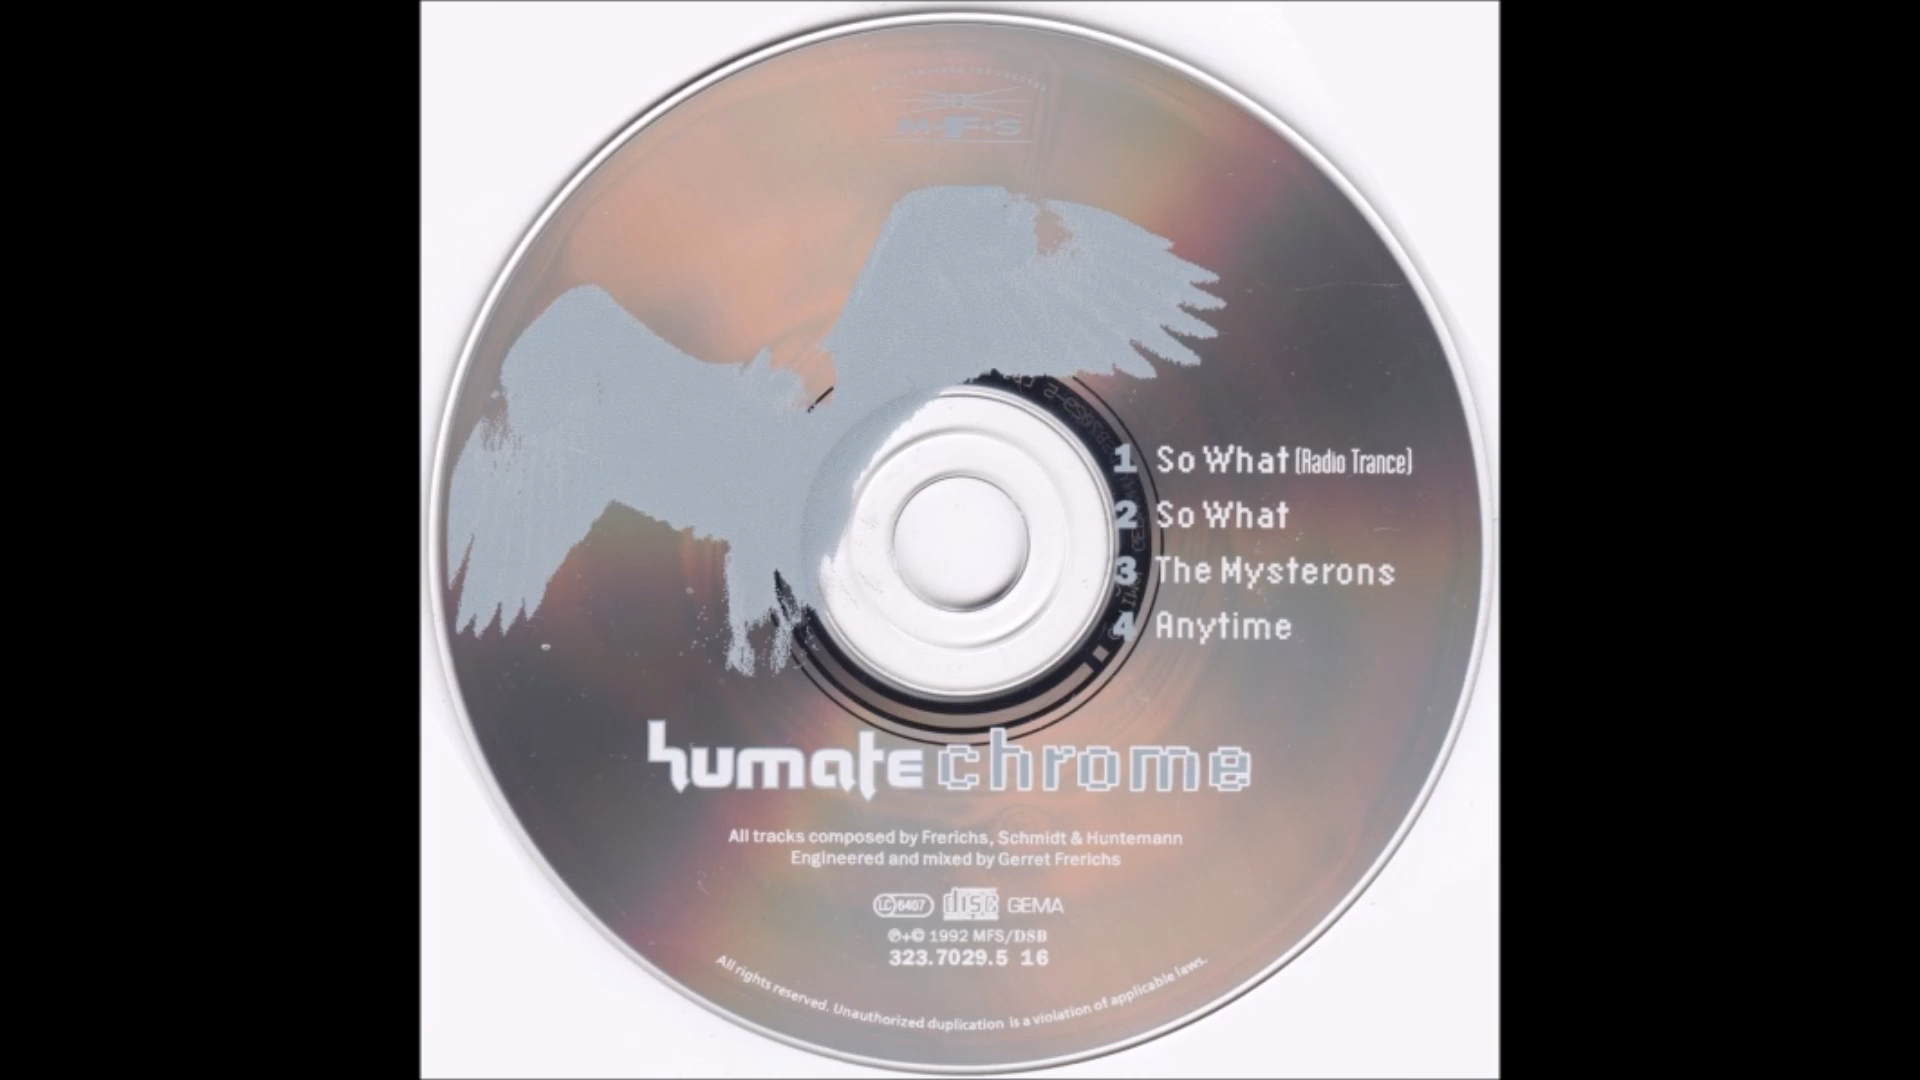 M·F·S
1 So What (Radio Trance)
2 So What
3 The Mysterons
4 Anytime
humate chrome
All tracks composed by Frerichs, Schmidt & Huntemann
Engineered and mixed by Gerret Frerichs
LC 6407 disc GEMA
℗+© 1992 MFS/DSB
323.7029.5 16
All rights reserved. Unauthorized duplication is a violation of applicable laws.